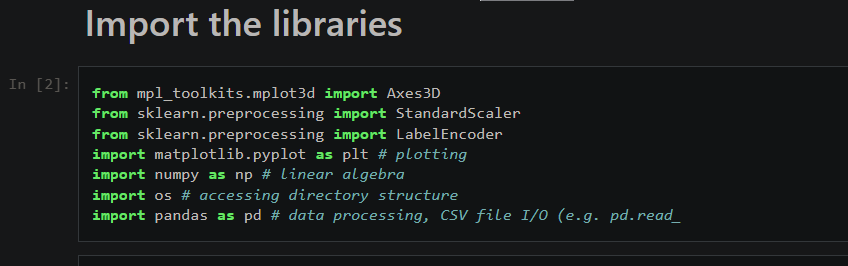 Import the libraries
In [2]:
from mpl_toolkits.mplot3d import Axes3D
from sklearn.preprocessing import StandardScaler
from sklearn.preprocessing import LabelEncoder
import matplotlib.pyplot as plt # plotting
import numpy as np # linear algebra
import os # accessing directory structure
import pandas as pd # data processing, CSV file I/O (e.g. pd.read_